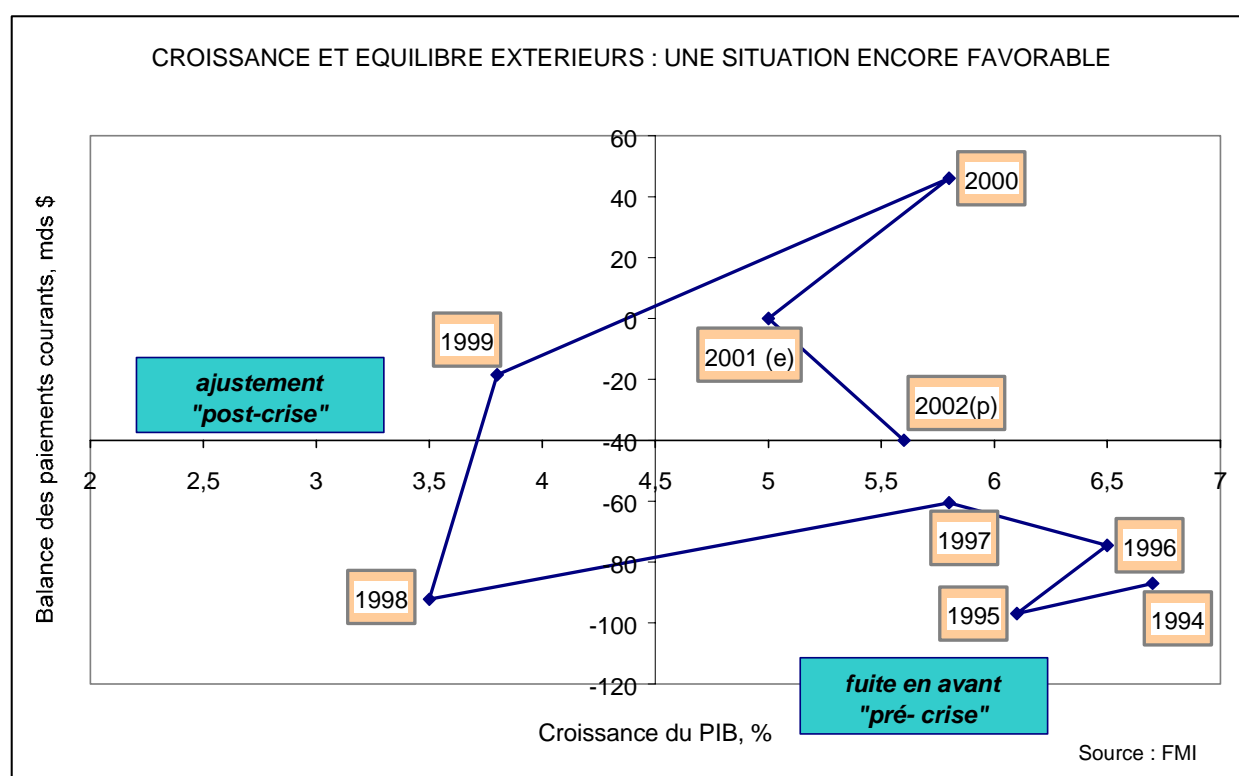 CROISSANCE ET EQUILIBRE EXTERIEURS : UNE SITUATION ENCORE FAVORABLE
Balance des paiements courants, mds $
60
40
20
0
-20
-40
-60
-80
-100
-120
2
2,5
3
3,5
4
4,5
5
5,5
6
6,5
7
2000
1999
2001 (e)
2002(p)
ajustement
"post-crise"
1997
1996
1998
1995
1994
fuite en avant
"pré- crise"
Croissance du PIB, %
Source : FMI